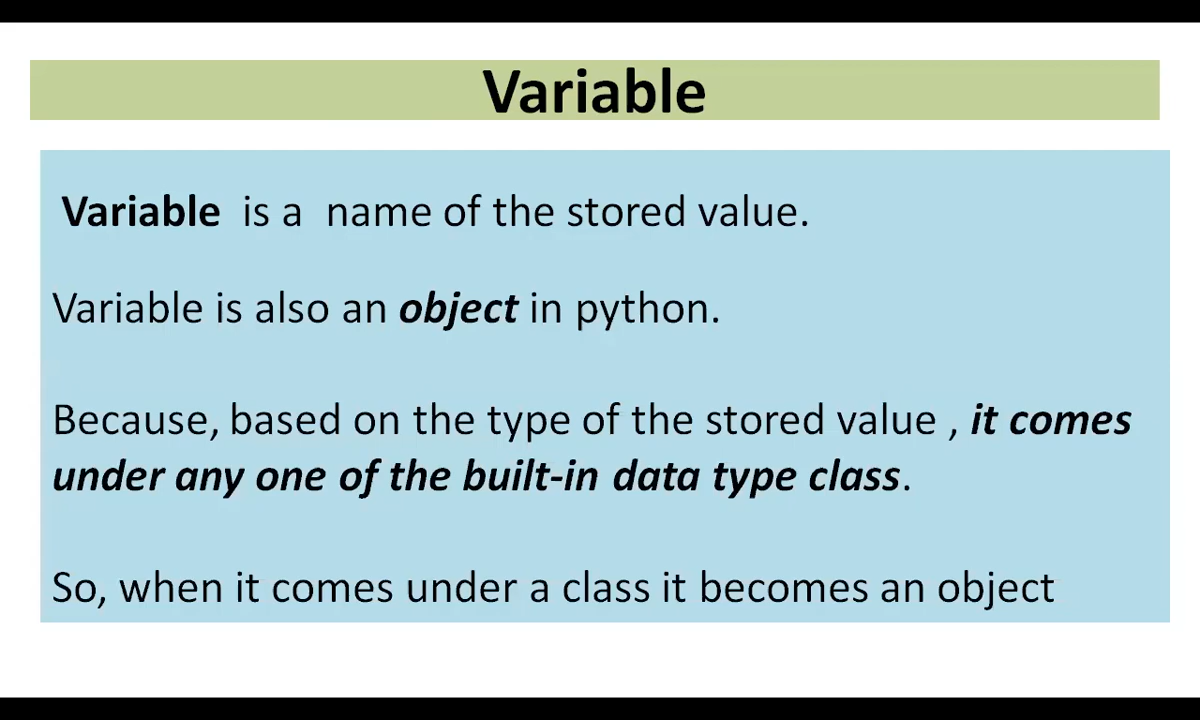 Variable
Variable is a name of the stored value.
Variable is also an object in python.
Because, based on the type of the stored value , it comes
under any one of the built-in data type class.
So, when it comes under a class it becomes an object